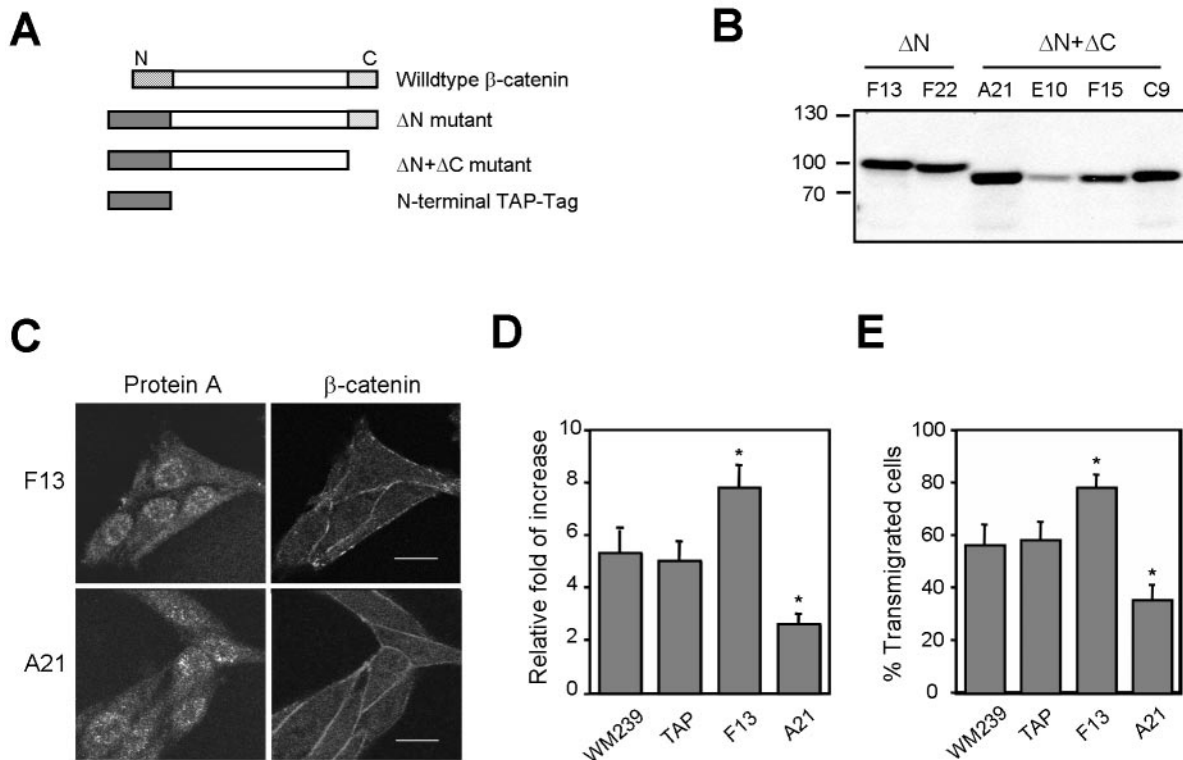 A
N C
Willdtype β-catenin
ΔN mutant
ΔN+ΔC mutant
N-terminal TAP-Tag
B
ΔN ΔN+ΔC
F13 F22 A21 E10 F15 C9
130
100
70
C
Protein A β-catenin
F13
A21
D
Relative fold of increase
10
8
6
4
2
0
* *
WM239 TAP F13 A21
E
% Transmigrated cells
100
80
60
40
20
0
* *
WM239 TAP F13 A21